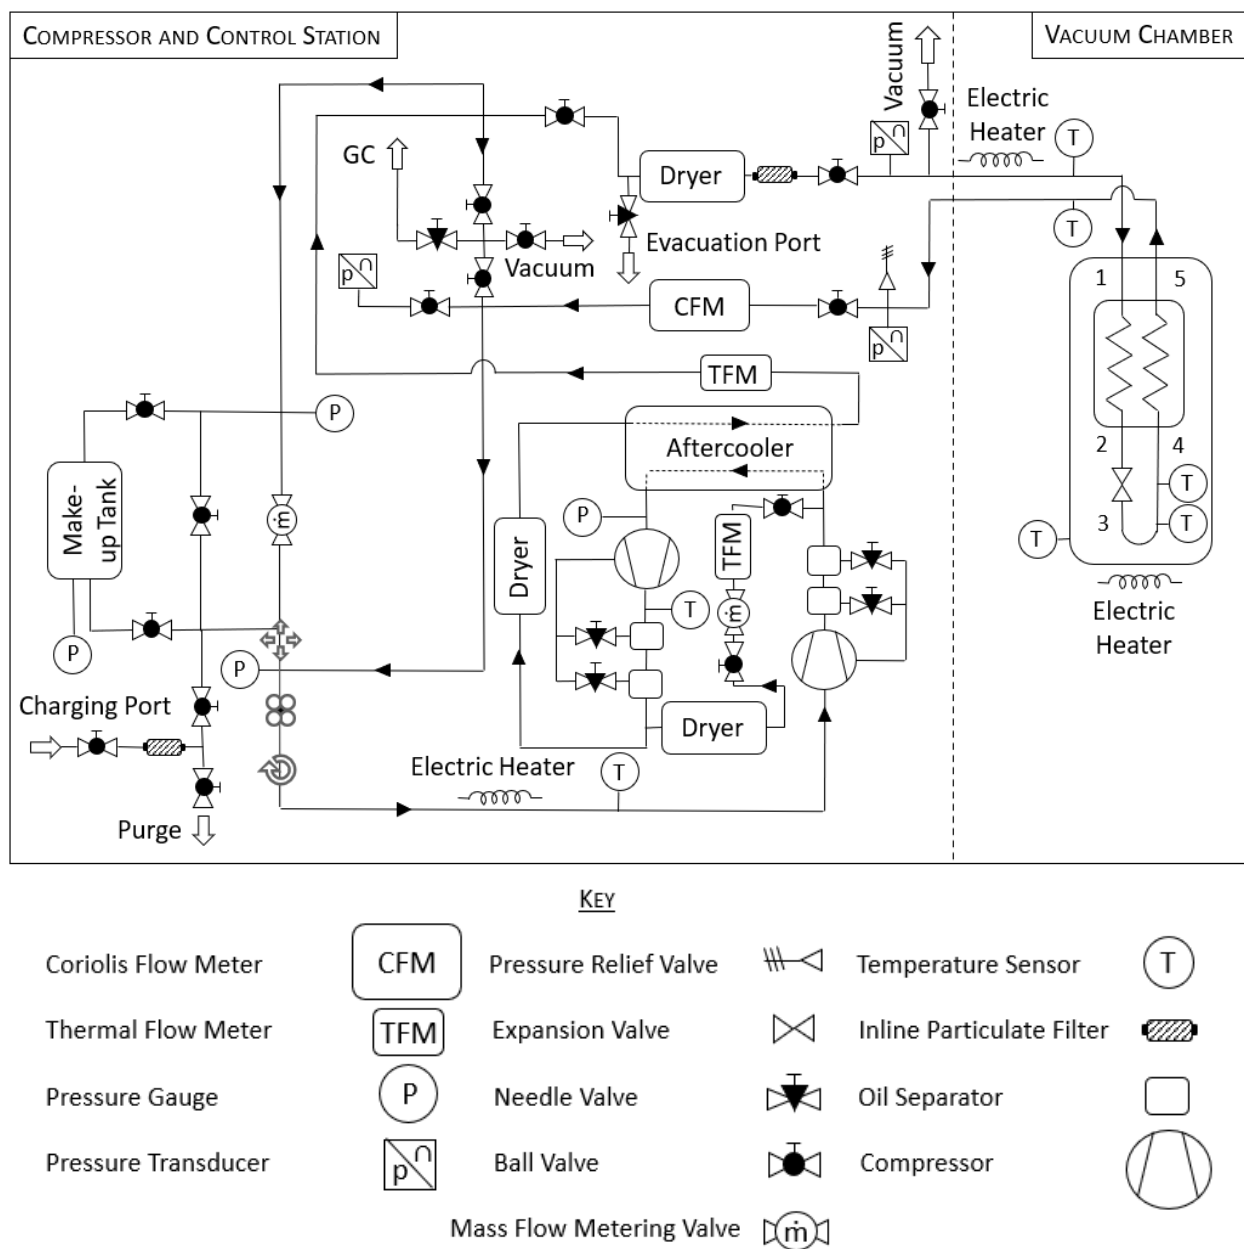 COMPRESSOR AND CONTROL STATION
VACUUM CHAMBER
Vacuum
Electric
Heater
T
p
GC
Dryer
Evacuation Port
Vacuum
T
p
CFM
p
1
5
TFM
P
Aftercooler
2
4
T
Make-
up Tank
ṁ
P
TFM
3
T
T
Dryer
T
ṁ
Electric
Heater
P
P
Charging Port
Dryer
Electric Heater
T
Purge
KEY
Coriolis Flow Meter
CFM
Pressure Relief Valve
Temperature Sensor
T
Thermal Flow Meter
TFM
Expansion Valve
Inline Particulate Filter
Pressure Gauge
P
Needle Valve
Oil Separator
Pressure Transducer
p
Ball Valve
Compressor
Mass Flow Metering Valve
ṁ